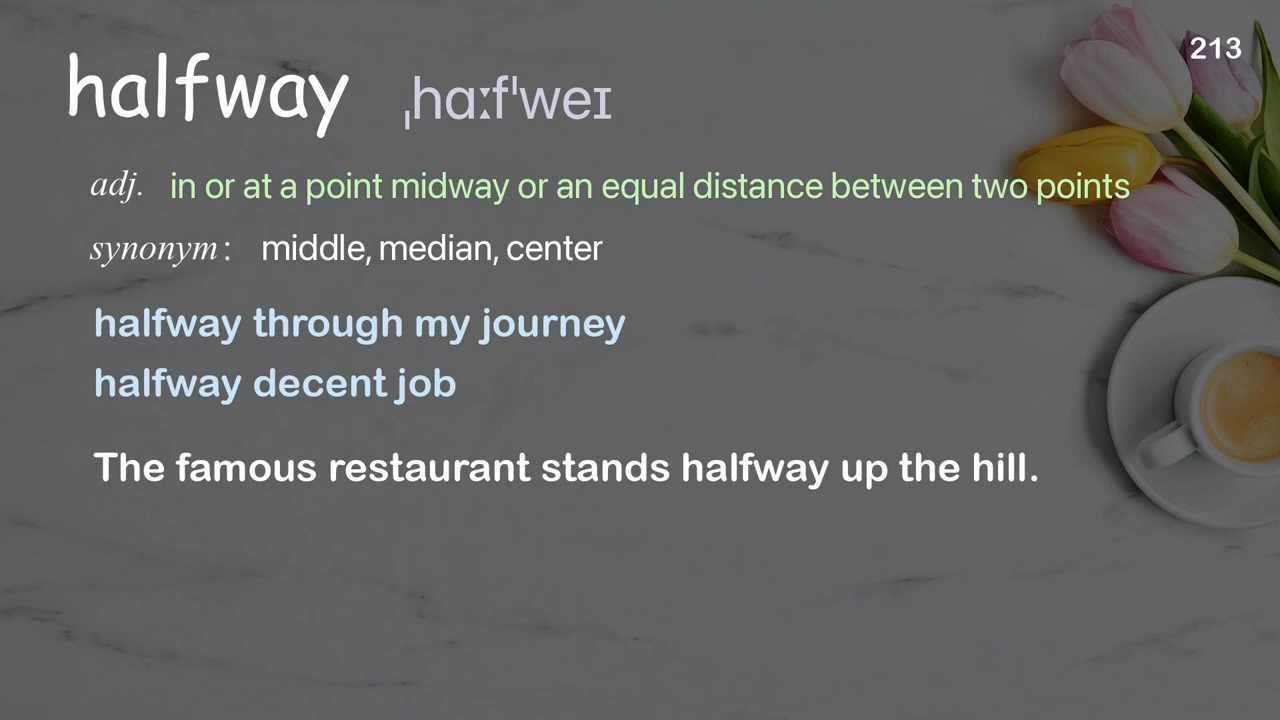 213
halfway ˌhɑːfˈweɪ
adj. in or at a point midway or an equal distance between two points
synonym: middle, median, center
halfway through my journey
halfway decent job
The famous restaurant stands halfway up the hill.